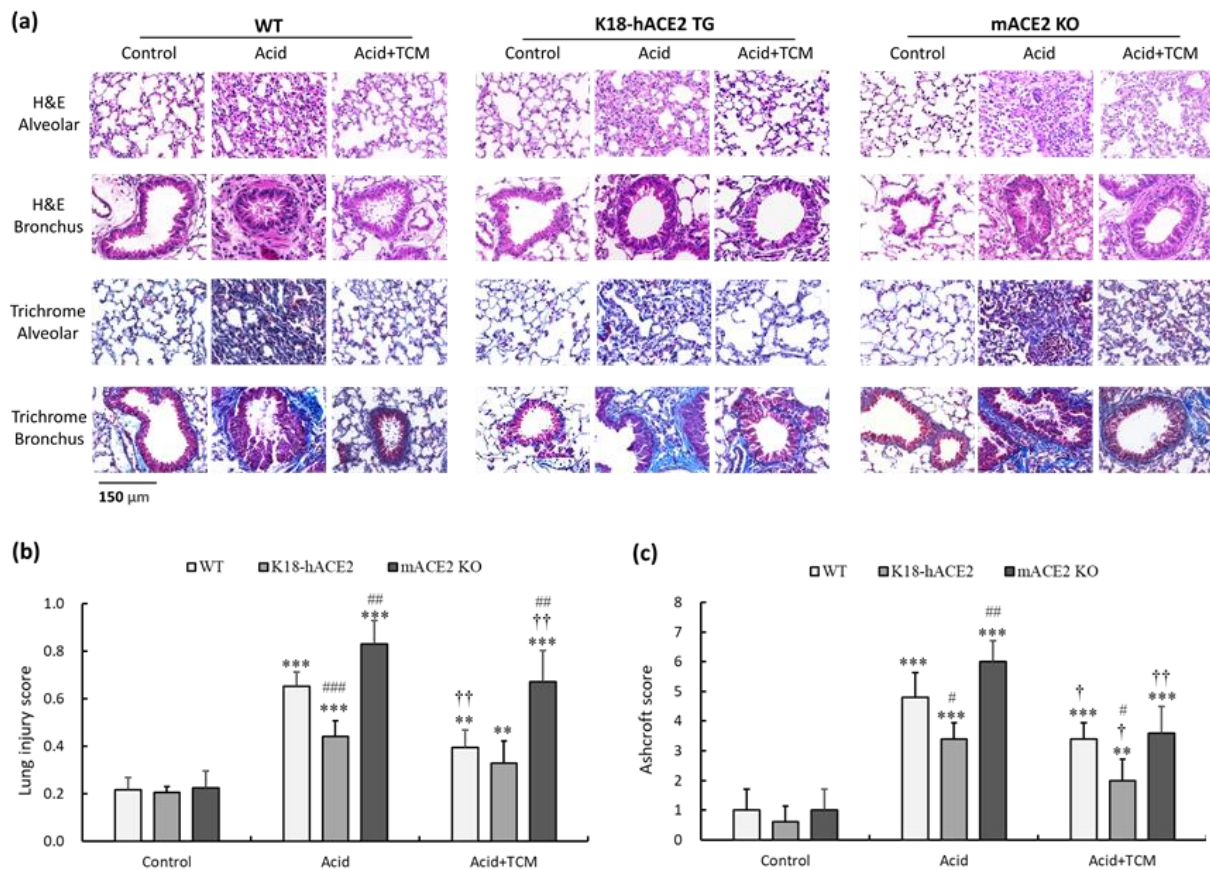 (a)
WT
K18-hACE2 TG
mACE2 KO
Control Acid Acid+TCM Control Acid Acid+TCM Control Acid Acid+TCM
H&E
Alveolar
H&E
Bronchus
Trichrome
Alveolar
Trichrome
Bronchus
150 μm
(b)
WT K18-hACE2 mACE2 KO
Lung injury score
1.0
0.8
0.6
0.4
0.2
0.0
***
###
***
##
***
††
**
**
##
††
***
Control Acid Acid+TCM
(c)
WT K18-hACE2 mACE2 KO
Ashcroft score
8
7
6
5
4
3
2
1
0
***
#
***
##
***
†
***
#
†
**
††
***
Control Acid Acid+TCM